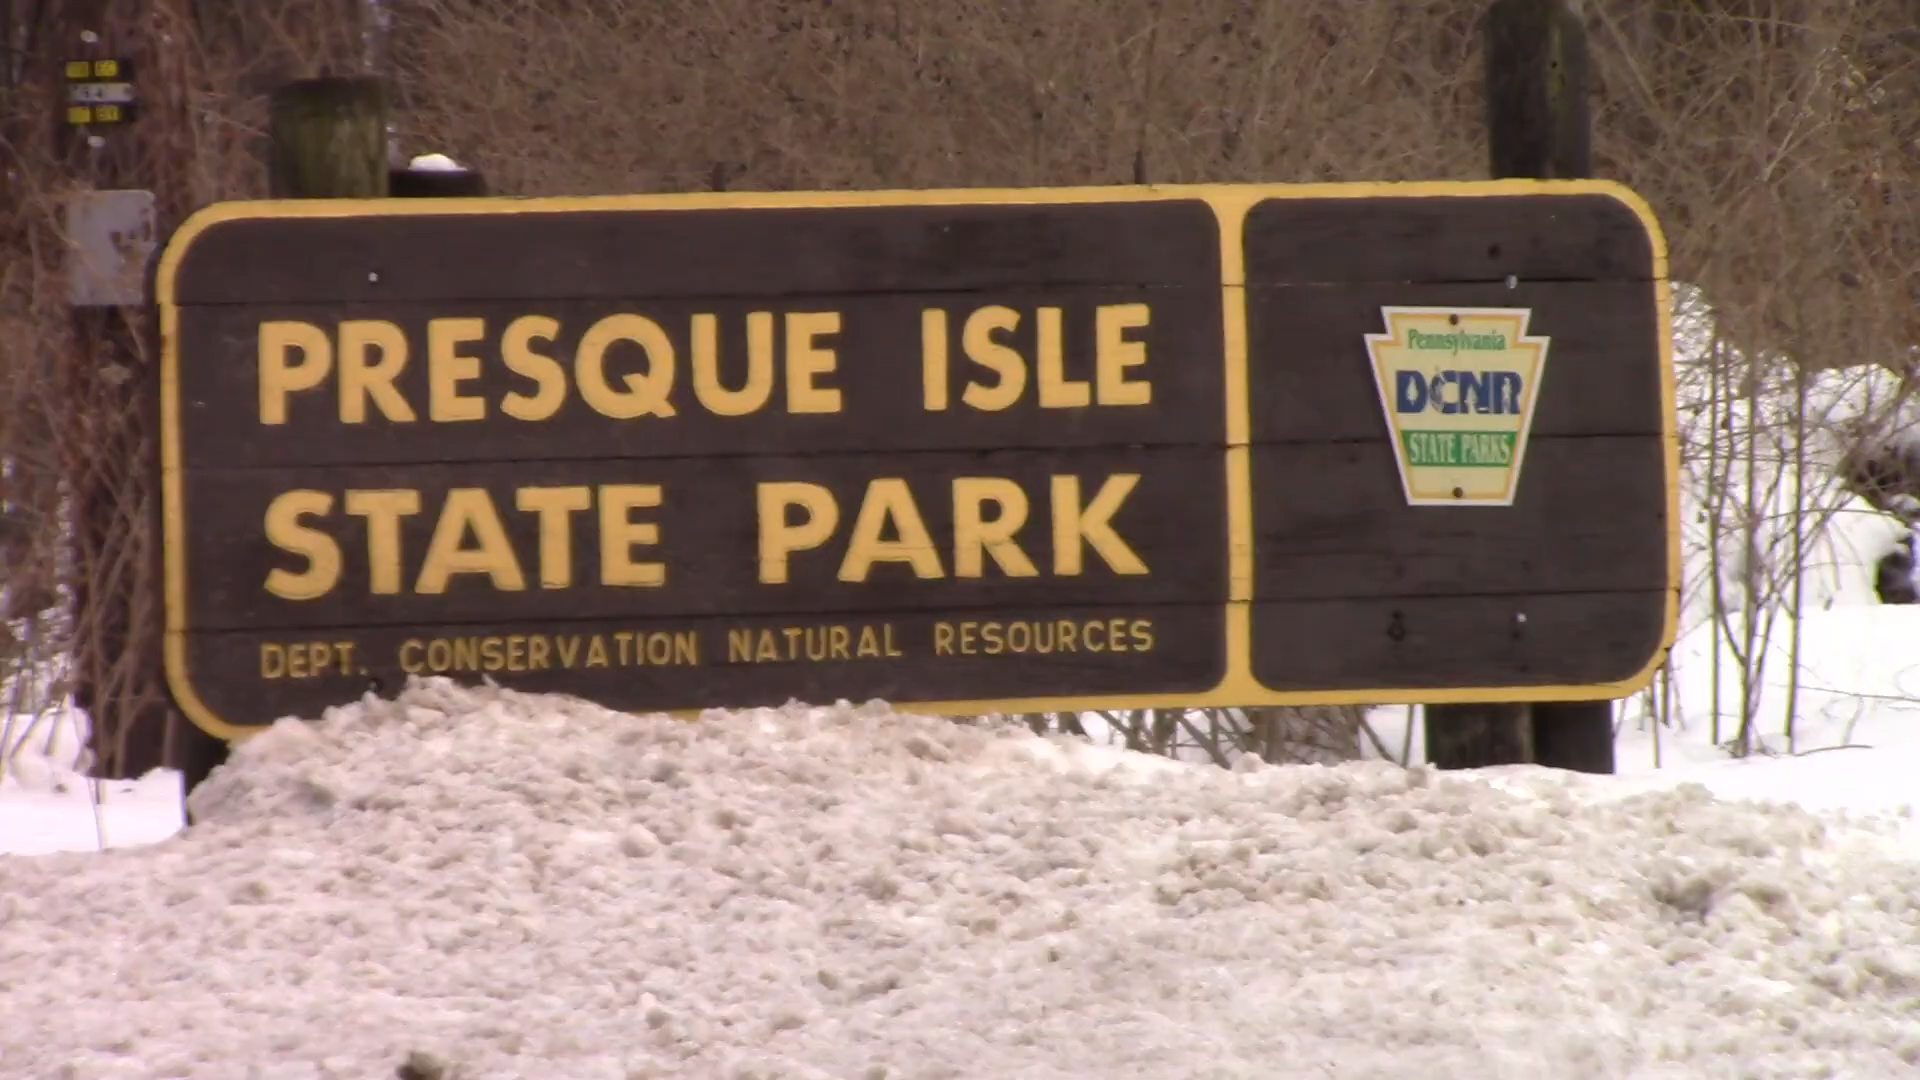 PRESQUE ISLE
STATE PARK
DEPT. CONSERVATION NATURAL RESOURCES
Pennsylvania
DCNR
STATE PARKS